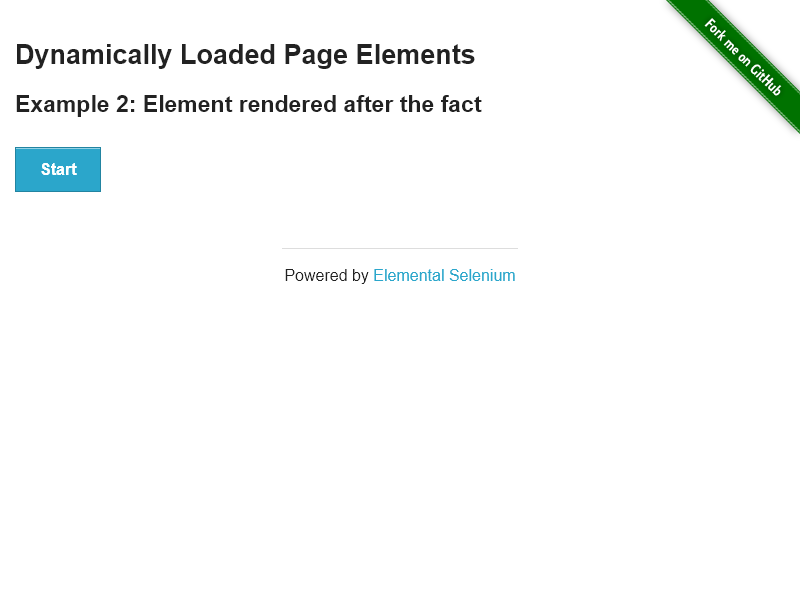 Dynamically Loaded Page Elements
Example 2: Element rendered after the fact
Start
Powered by Elemental Selenium
Fork me on GitHub